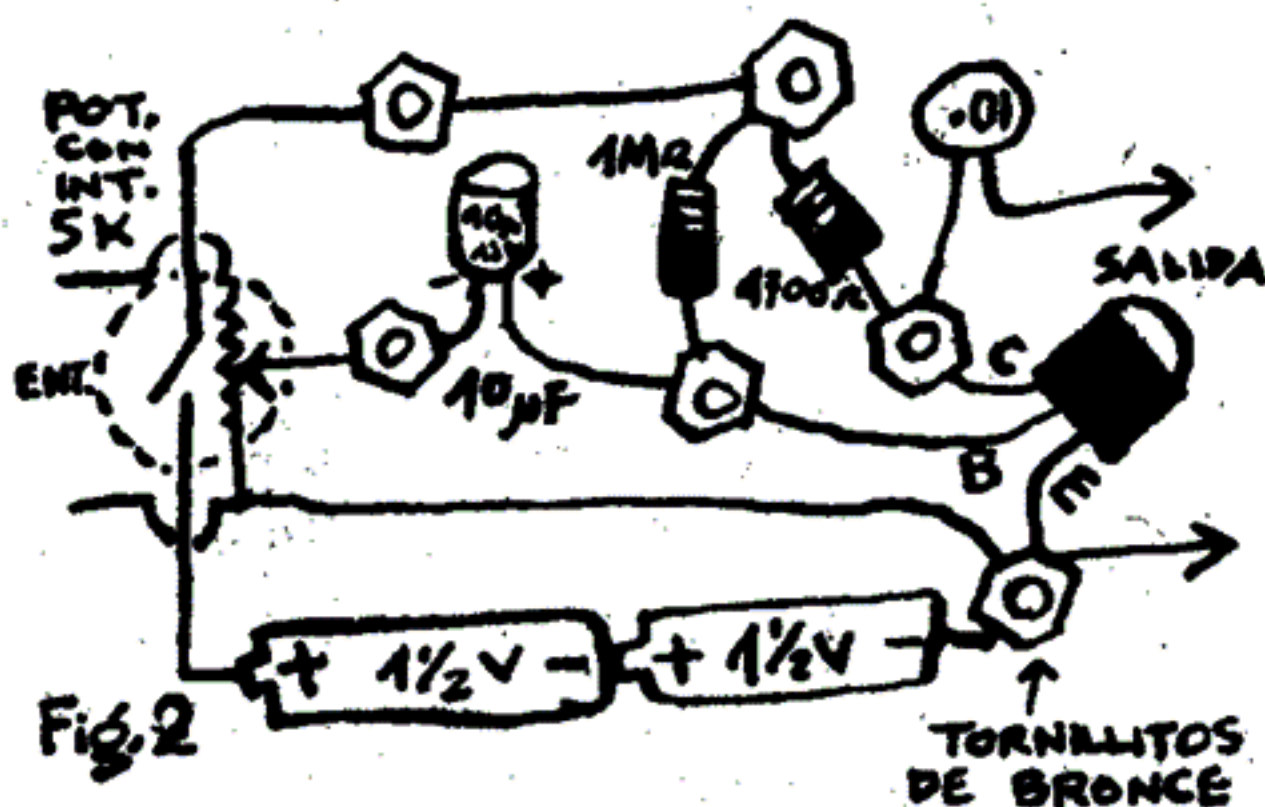 POT.
CON
INT.
5K
1MΩ
.01
4700Ω
SALIDA
ENT.
- +
10µF
C
B
E
+ 1½V -
+ 1½V -
Fig. 2
TORNILLITOS
DE BRONCE